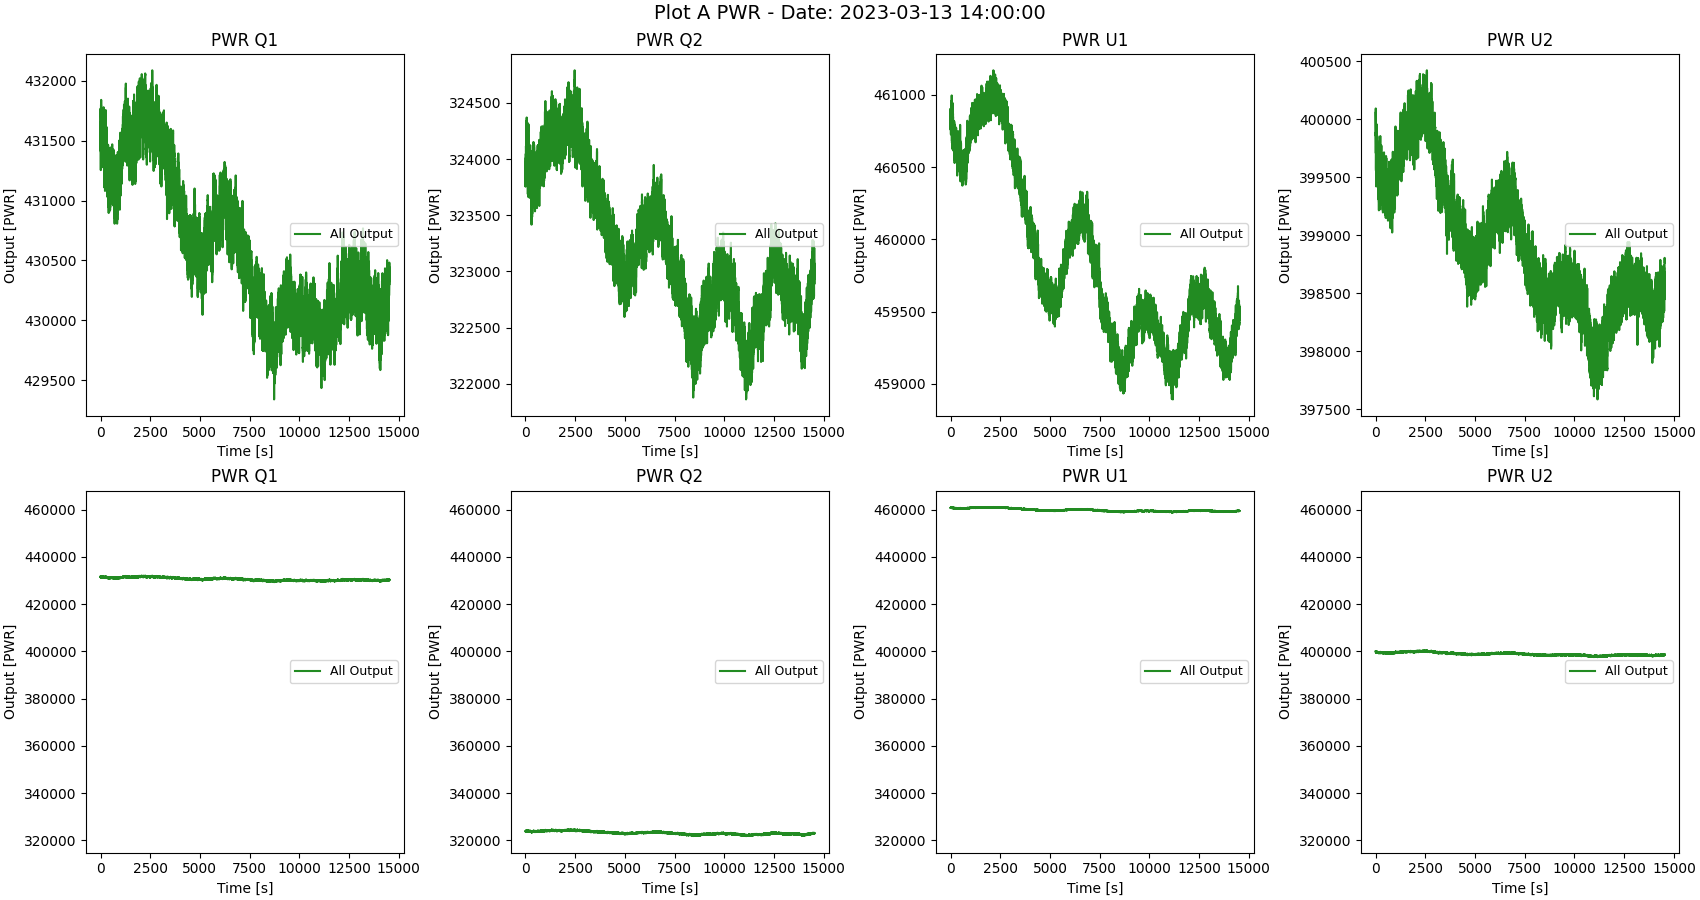 Plot A PWR - Date: 2023-03-13 14:00:00
PWR Q1
432000
431500
431000
430500
430000
429500
Output [PWR]
All Output
0 2500 5000 7500 10000 12500 15000
Time [s]
PWR Q2
324500
324000
323500
323000
322500
322000
Output [PWR]
All Output
0 2500 5000 7500 10000 12500 15000
Time [s]
PWR U1
461000
460500
460000
459500
459000
Output [PWR]
All Output
0 2500 5000 7500 10000 12500 15000
Time [s]
PWR U2
400500
400000
399500
399000
398500
398000
397500
Output [PWR]
All Output
0 2500 5000 7500 10000 12500 15000
Time [s]
PWR Q1
460000
440000
420000
400000
380000
360000
340000
320000
Output [PWR]
All Output
0 2500 5000 7500 10000 12500 15000
Time [s]
PWR Q2
460000
440000
420000
400000
380000
360000
340000
320000
Output [PWR]
All Output
0 2500 5000 7500 10000 12500 15000
Time [s]
PWR U1
460000
440000
420000
400000
380000
360000
340000
320000
Output [PWR]
All Output
0 2500 5000 7500 10000 12500 15000
Time [s]
PWR U2
460000
440000
420000
400000
380000
360000
340000
320000
Output [PWR]
All Output
0 2500 5000 7500 10000 12500 15000
Time [s]